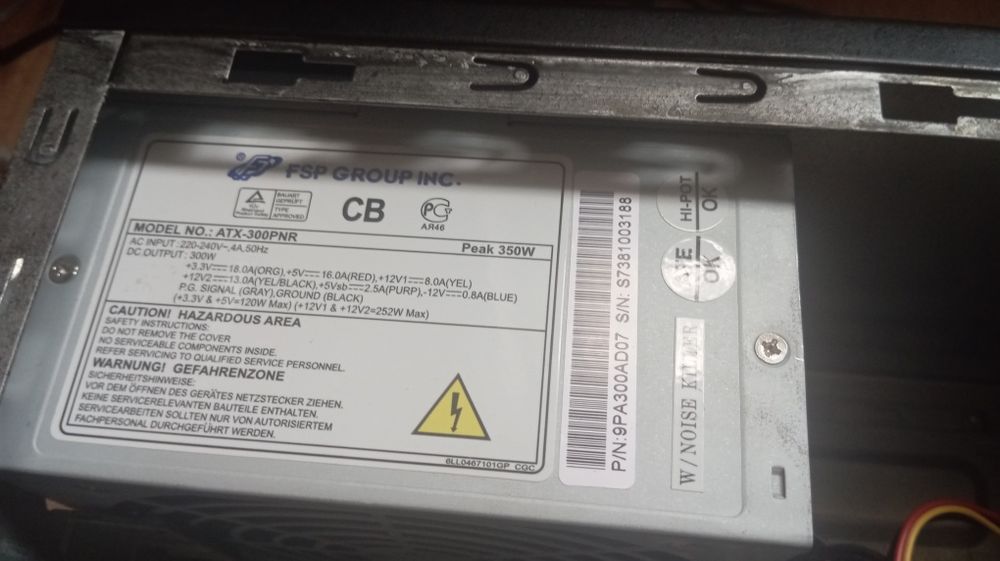 FSP GROUP INC.
BAUART
GEPRÜFT
TYPE
APPROVED
CB
AR46
MODEL NO.: ATX-300PNR
Peak 350W
AC INPUT : 220-240V~,4A,50Hz
DC OUTPUT : 300W
+3.3V⎓18.0A(ORG),+5V⎓16.0A(RED),+12V1⎓8.0A(YEL)
+12V2⎓13.0A(YEL/BLACK),+5Vsb⎓2.5A(PURP),-12V⎓0.8A(BLUE)
P.G. SIGNAL (GRAY),GROUND (BLACK)
(+3.3V & +5V=120W Max) (+12V1 & +12V2=252W Max)
CAUTION! HAZARDOUS AREA
SAFETY INSTRUCTIONS:
DO NOT REMOVE THE COVER
NO SERVICEABLE COMPONENTS INSIDE.
REFER SERVICING TO QUALIFIED SERVICE PERSONNEL.
WARNUNG! GEFAHRENZONE
SICHERHEITSHINWEISE:
VOR DEM ÖFFNEN DES GERÄTES NETZSTECKER ZIEHEN.
KEINE SERVICERELEVANTEN BAUTEILE ENTHALTEN.
SERVICEARBEITEN SOLLTEN NUR VON AUTORISIERTEM
FACHPERSONAL DURCHGEFÜHRT WERDEN.
6LL0467101GP CGC
P/N:9PA300AD07 S/N: S7381003188
HI-POT
OK
OK
W/NOISE KILLER